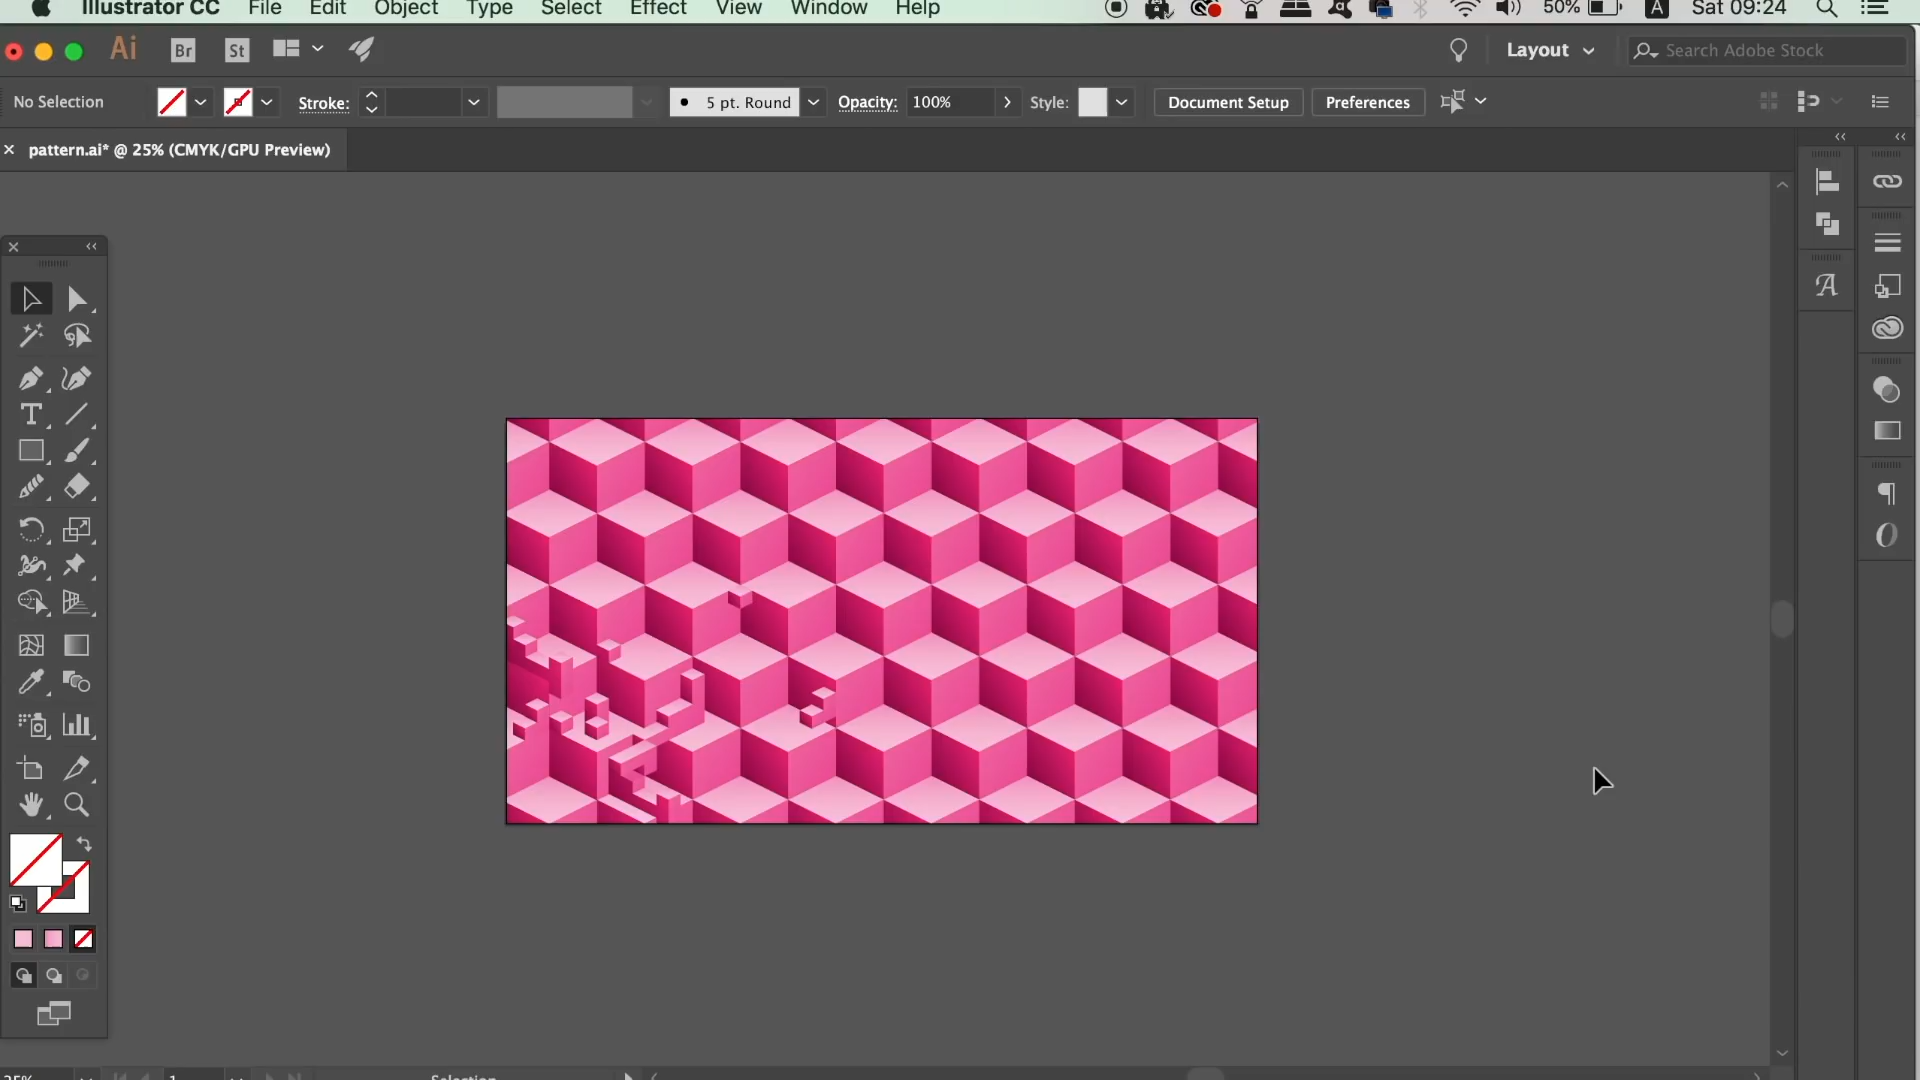 Illustrator CC File Edit Object Type Select Effect View Window Help 50% A Sat 09:24
Ai Br St Layout Search Adobe Stock
No Selection Stroke: 5 pt. Round Opacity: 100% Style: Document Setup Preferences
pattern.ai* @ 25% (CMYK/GPU Preview)